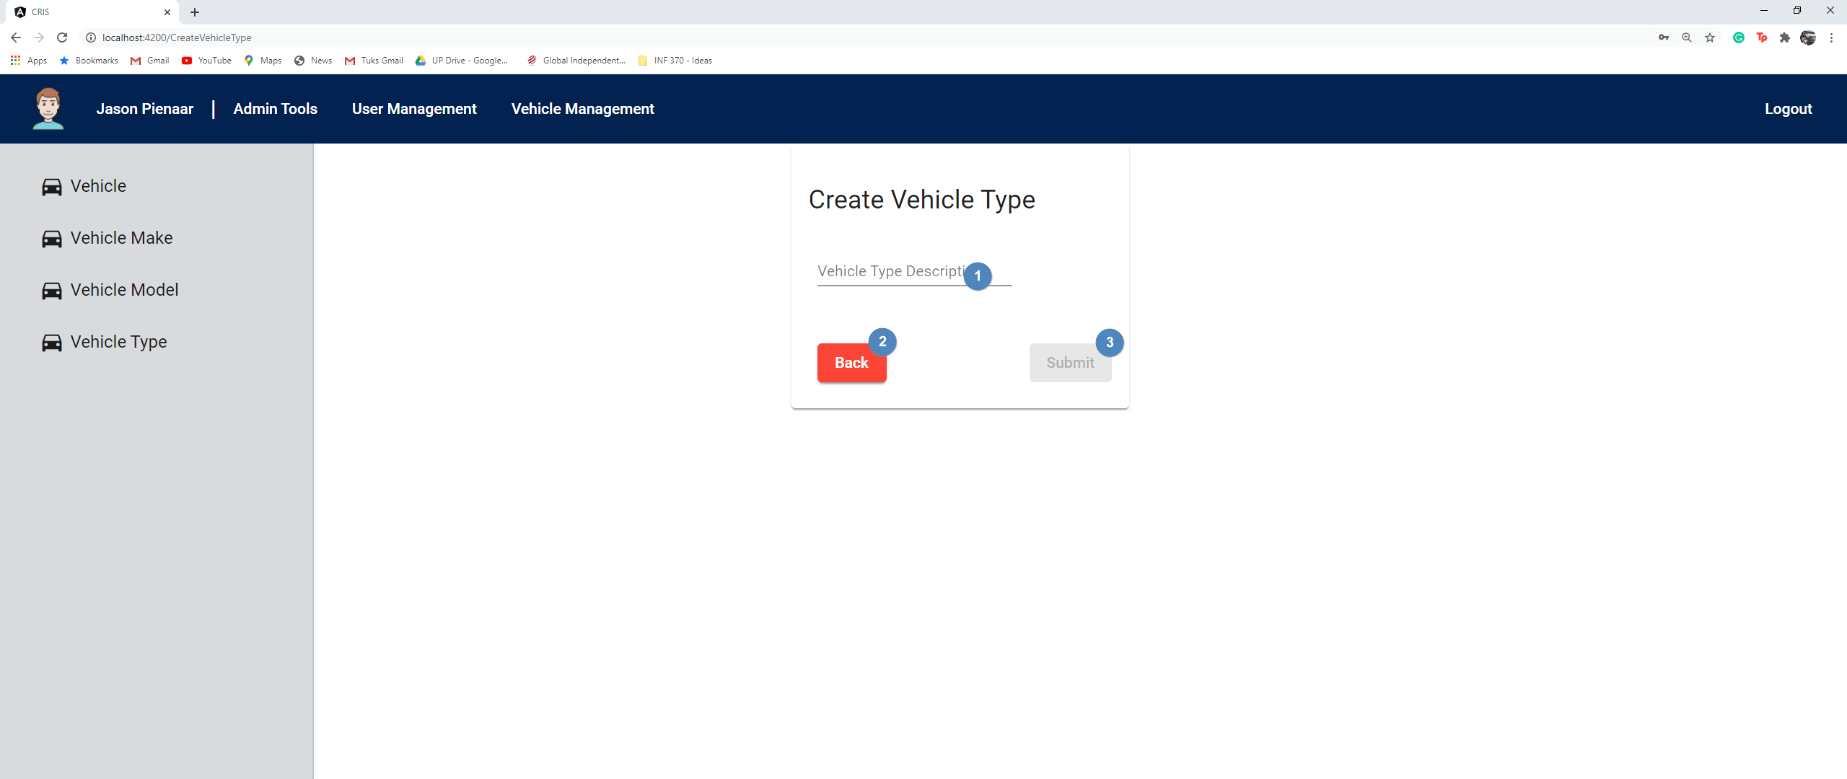 CRIS
localhost:4200/CreateVehicleType
Apps Bookmarks Gmail YouTube Maps News Tuks Gmail UP Drive - Google... Global Independent... INF 370 - Ideas
Jason Pienaar | Admin Tools User Management Vehicle Management Logout
Vehicle
Vehicle Make
Vehicle Model
Vehicle Type
Create Vehicle Type
Vehicle Type Descripti 1
2 3
Back Submit